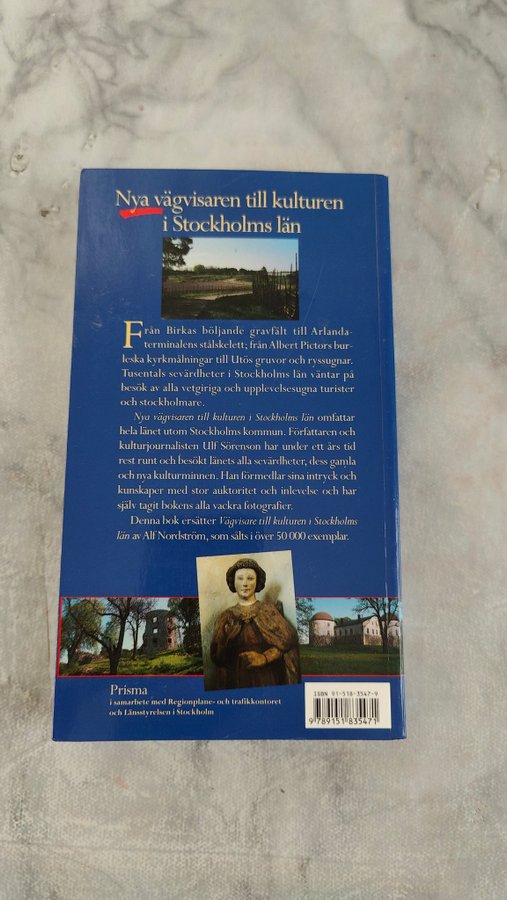 Nya vägvisaren till kulturen
i Stockholms län
Från Birkas böljande gravfält till Arlanda-
terminalens stålskelett; från Albert Pictors bur-
leska kyrkmålningar till Utös gruvor och ryssugnar.
Tusentals sevärdheter i Stockholms län väntar på
besök av alla vetgiriga och upplevelsesugna turister
och stockholmare.
Nya vägvisaren till kulturen i Stockholms län omfattar
hela länet utom Stockholms kommun. Författaren och
kulturjournalisten Ulf Sörenson har under ett års tid
rest runt och besökt länets alla sevärdheter, dess gamla
och nya kulturminnen. Han förmedlar sina intryck och
kunskaper med stor auktoritet och inlevelse och har
själv tagit bokens alla vackra fotografier.
Denna bok ersätter Vägvisare till kulturen i Stockholms
län av Alf Nordström, som sålts i över 50 000 exemplar.
Prisma
i samarbete med Regionplane- och trafikkontoret
och Länsstyrelsen i Stockholm
ISBN 91-518-3547-9
9789151835471